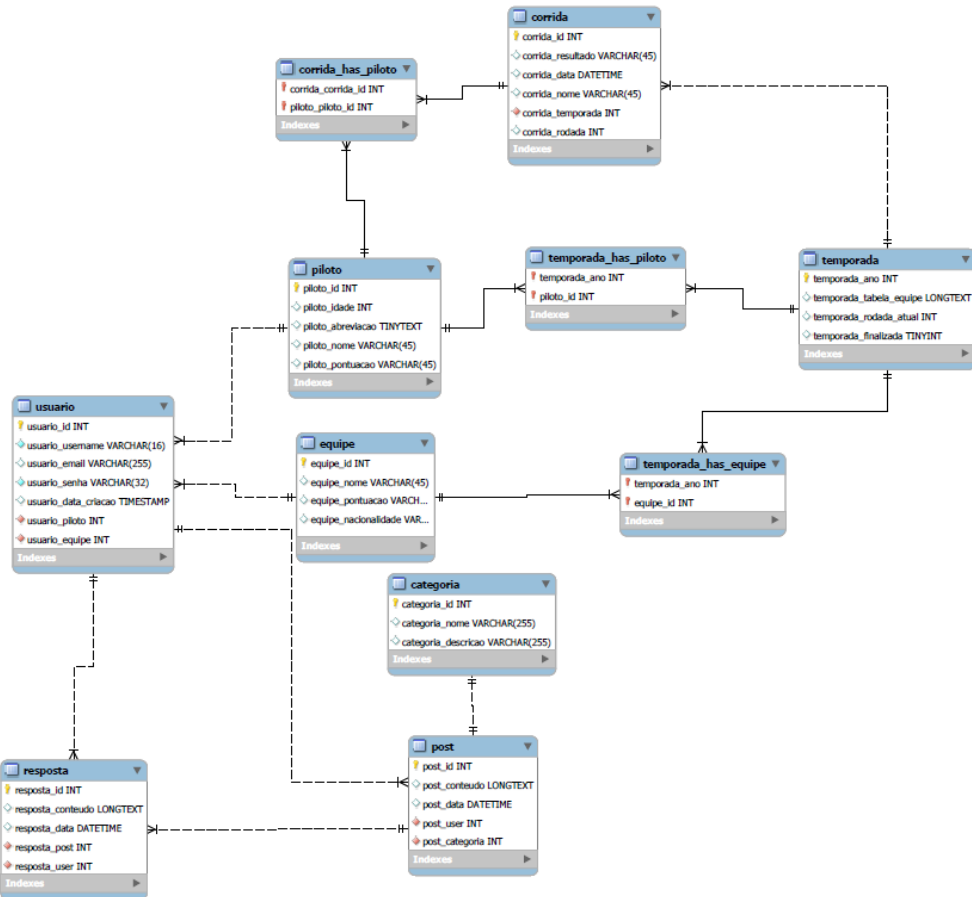 corrida
corrida_id INT
corrida_resultado VARCHAR(45)
corrida_data DATETIME
corrida_nome VARCHAR(45)
corrida_temporada INT
corrida_rodada INT
Indexes
corrida_has_piloto
corrida_corrida_id INT
piloto_piloto_id INT
Indexes
piloto
piloto_id INT
piloto_idade INT
piloto_abreviacao TINYTEXT
piloto_nome VARCHAR(45)
piloto_pontuacao VARCHAR(45)
Indexes
temporada_has_piloto
temporada_ano INT
piloto_id INT
Indexes
temporada
temporada_ano INT
temporada_tabela_equipe LONGTEXT
temporada_rodada_atual INT
temporada_finalizada TINYINT
Indexes
usuario
usuario_id INT
usuario_username VARCHAR(16)
usuario_email VARCHAR(255)
usuario_senha VARCHAR(32)
usuario_data_criacao TIMESTAMP
usuario_piloto INT
usuario_equipe INT
Indexes
equipe
equipe_id INT
equipe_nome VARCHAR(45)
equipe_pontuacao VARCH...
equipe_nacionalidade VAR...
Indexes
temporada_has_equipe
temporada_ano INT
equipe_id INT
Indexes
categoria
categoria_id INT
categoria_nome VARCHAR(255)
categoria_descricao VARCHAR(255)
Indexes
post
post_id INT
post_conteudo LONGTEXT
post_data DATETIME
post_user INT
post_categoria INT
Indexes
resposta
resposta_id INT
resposta_conteudo LONGTEXT
resposta_data DATETIME
resposta_post INT
resposta_user INT
Indexes